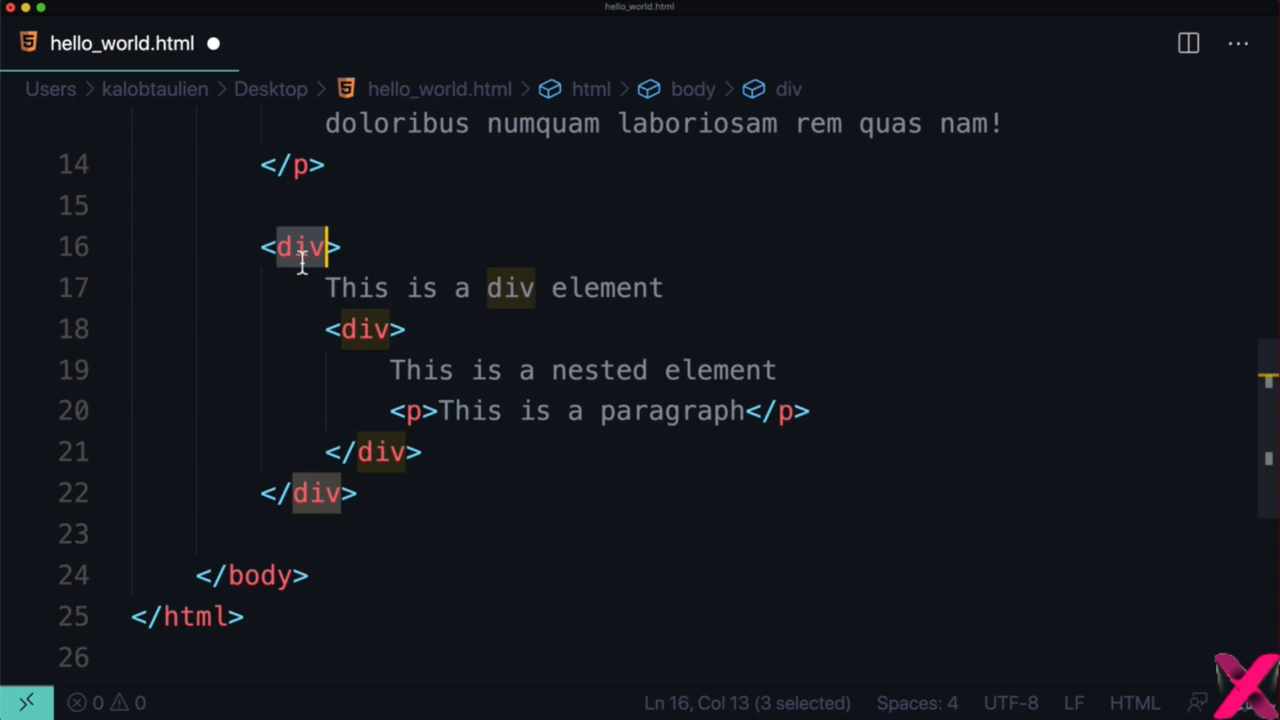 hello_world.html
hello_world.html
Users > kalobtaulien > Desktop > hello_world.html > html > body > div
doloribus numquam laboriosam rem quas nam!
14 </p>
15
16 <div>
17 This is a div element
18 <div>
19 This is a nested element
20 <p>This is a paragraph</p>
21 </div>
22 </div>
23
24 </body>
25 </html>
26
0 0 Ln 16, Col 13 (3 selected) Spaces: 4 UTF-8 LF HTML